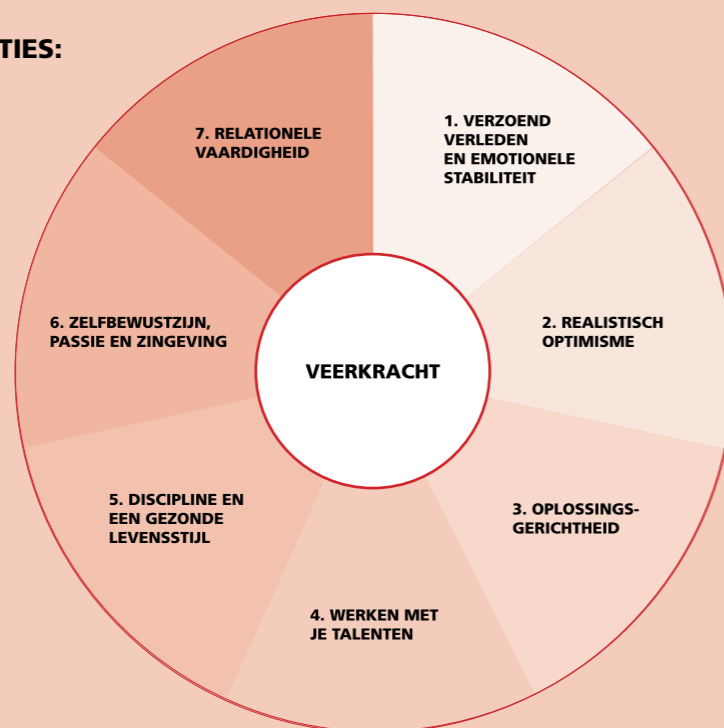 TIES:
1. VERZOEND
VERLEDEN
EN EMOTIONELE
STABILITEIT
2. REALISTISCH
OPTIMISME
3. OPLOSSINGS-
GERICHTHEID
4. WERKEN MET
JE TALENTEN
5. DISCIPLINE EN
EEN GEZONDE
LEVENSSTIJL
6. ZELFBEWUSTZIJN,
PASSIE EN ZINGEVING
7. RELATIONELE
VAARDIGHEID
VEERKRACHT